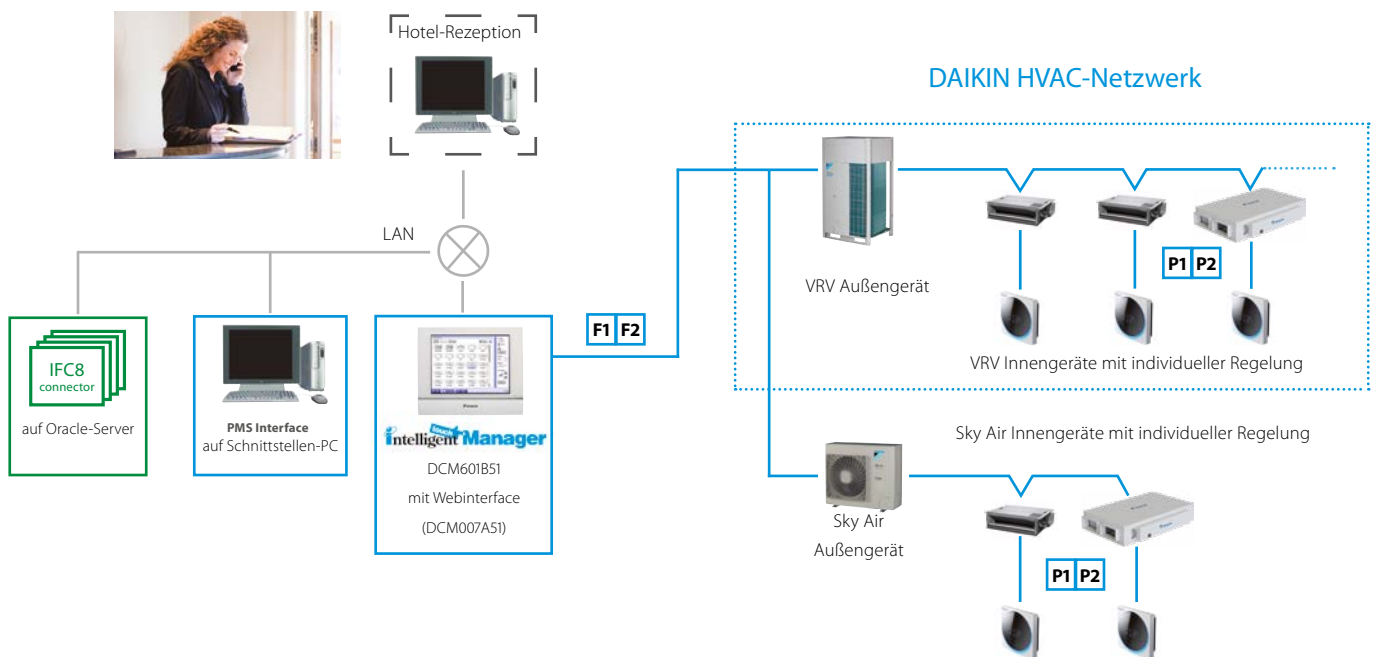 Hotel-Rezeption
DAIKIN HVAC-Netzwerk
LAN
VRV Außengerät
P1 P2
F1 F2
VRV Innengeräte mit individueller Regelung
IFC8
connector
auf Oracle-Server
PMS Interface
auf Schnittstellen-PC
intelligent touch Manager
DCM601B51
mit Webinterface
(DCM007A51)
Sky Air Innengeräte mit individueller Regelung
Sky Air
Außengerät
P1 P2